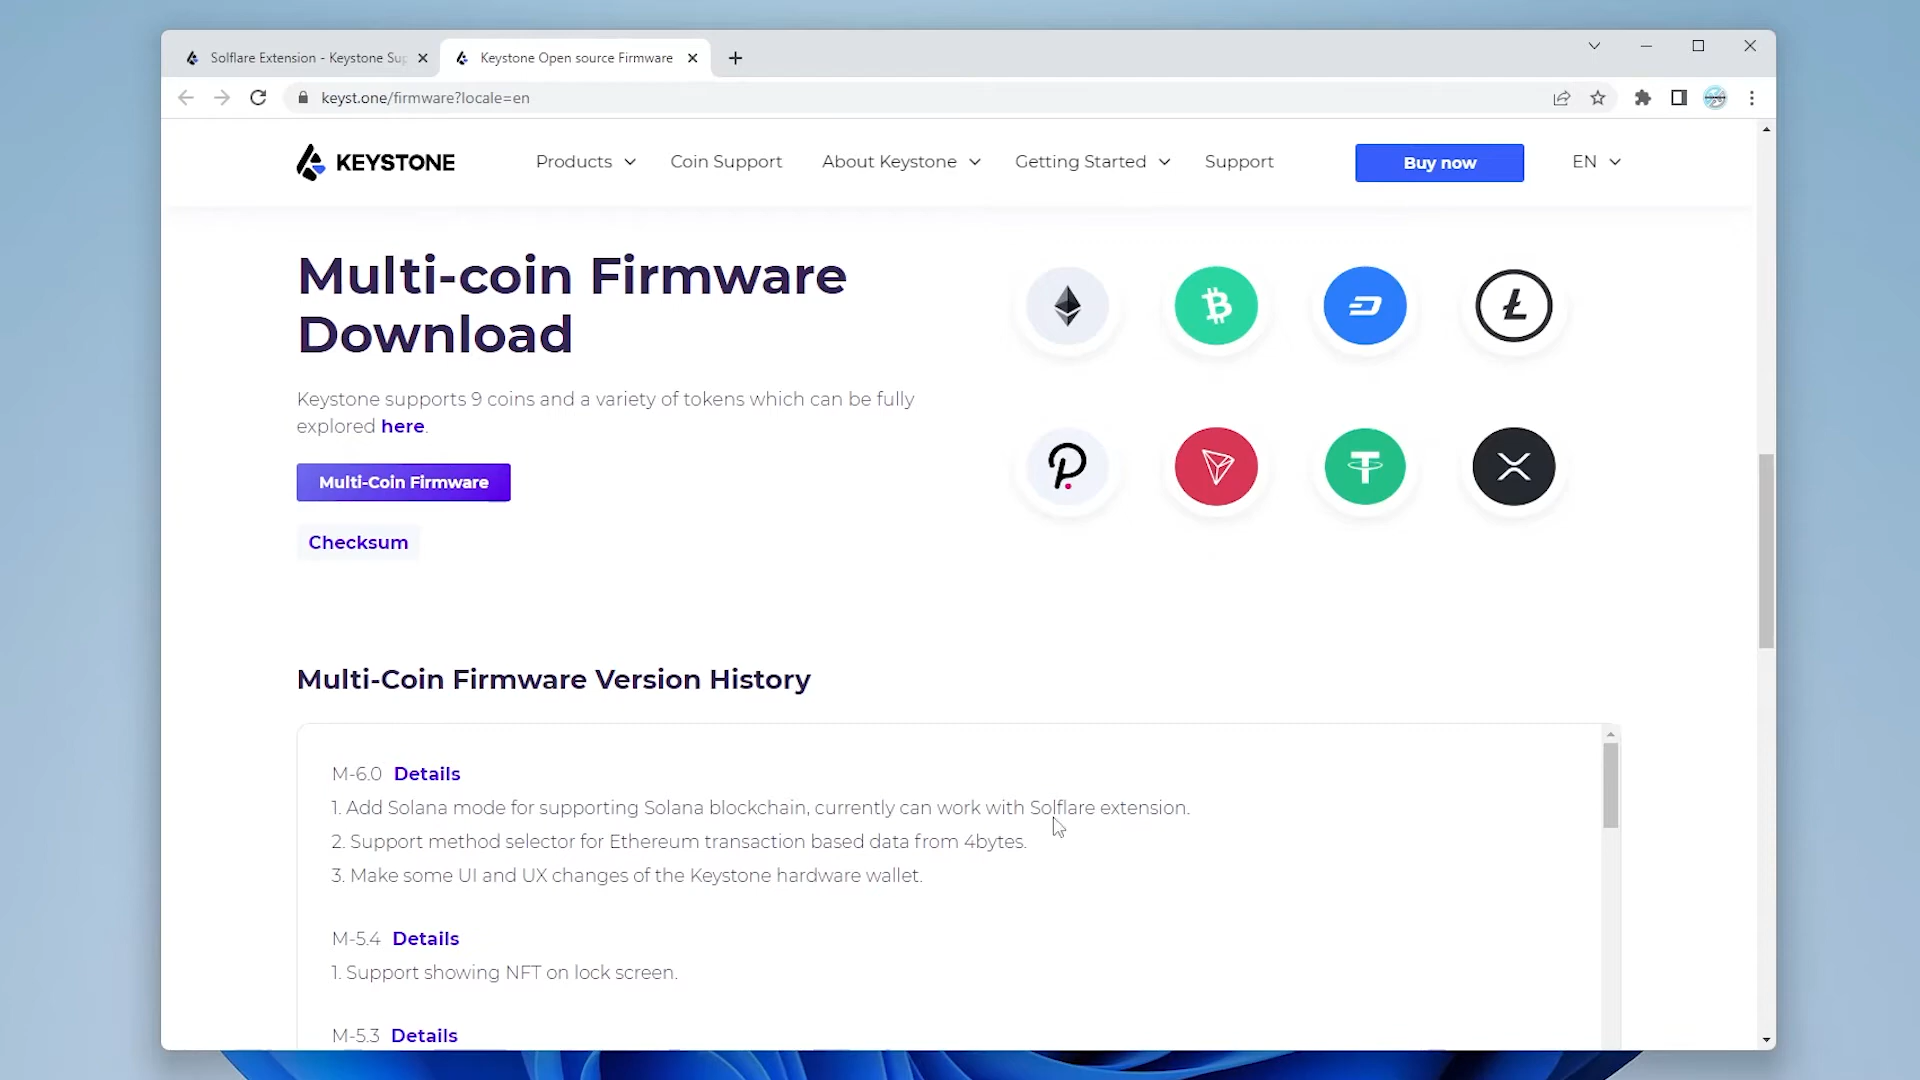 Solflare Extension - Keystone Sup
Keystone Open source Firmware
keyst.one/firmware?locale=en
KEYSTONE
Products
Coin Support
About Keystone
Getting Started
Support
Buy now
EN
Multi-coin Firmware
Download
Keystone supports 9 coins and a variety of tokens which can be fully
explored here.
Multi-Coin Firmware
Checksum
Multi-Coin Firmware Version History
M-6.0 Details
1. Add Solana mode for supporting Solana blockchain, currently can work with Solflare extension.
2. Support method selector for Ethereum transaction based data from 4bytes.
3. Make some UI and UX changes of the Keystone hardware wallet.
M-5.4 Details
1. Support showing NFT on lock screen.
M-5.3 Details